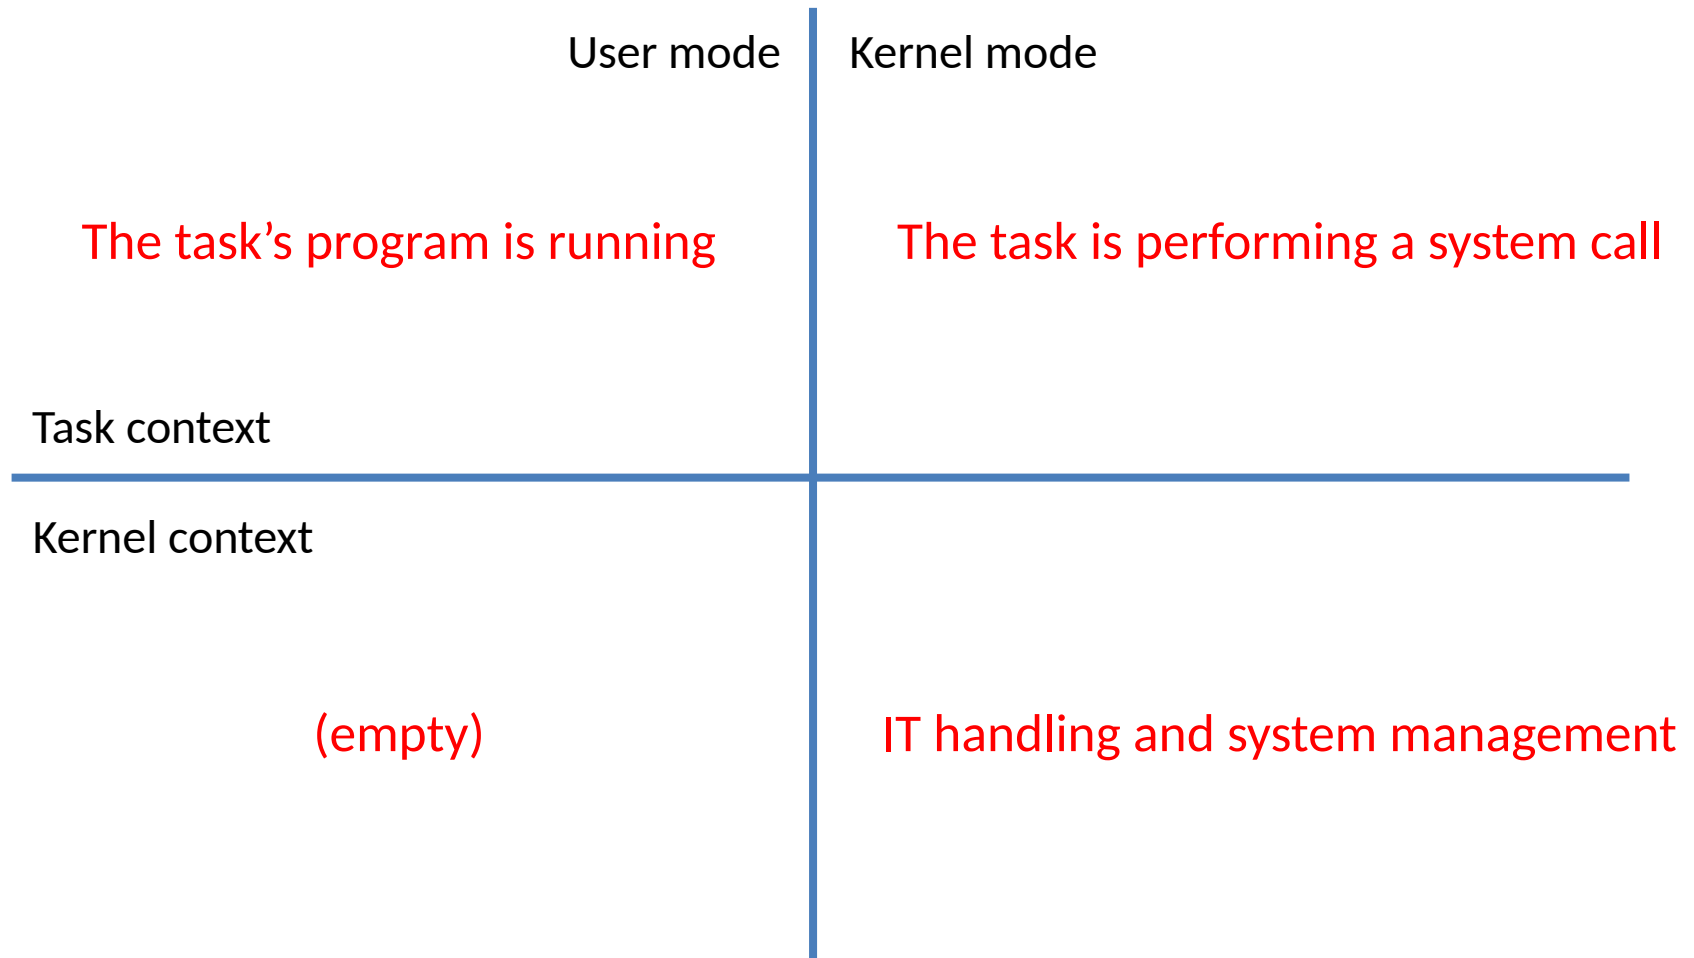 User mode
Kernel mode
The task’s program is running
The task is performing a system call
Task context
Kernel context
(empty)
IT handling and system management